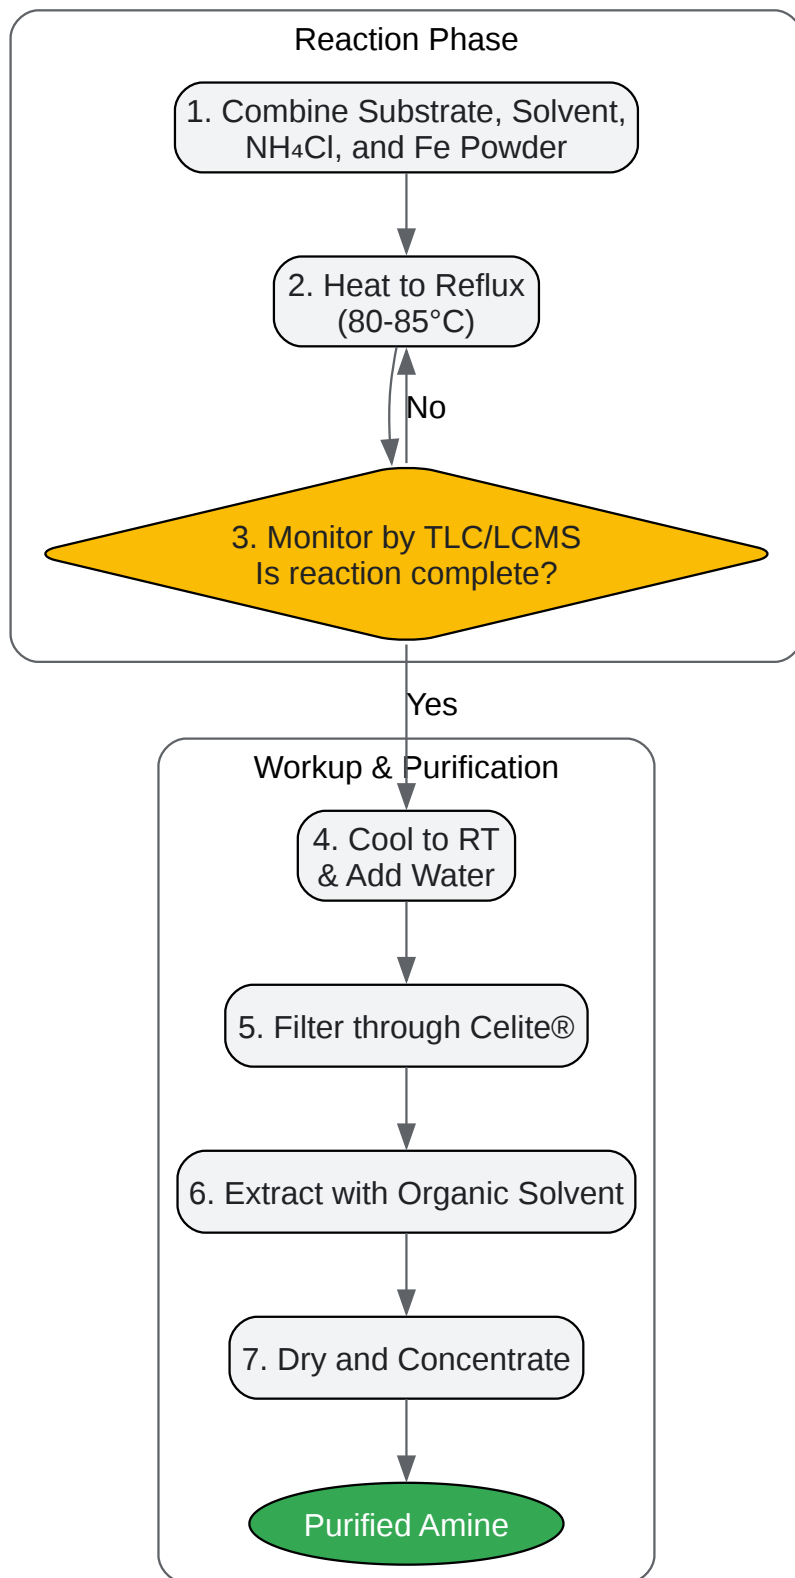 Reaction Phase
1. Combine Substrate, Solvent,
NH₄Cl, and Fe Powder
2. Heat to Reflux
(80-85°C)
No
3. Monitor by TLC/LCMS
Is reaction complete?
Yes
Workup & Purification
4. Cool to RT
& Add Water
5. Filter through Celite®
6. Extract with Organic Solvent
7. Dry and Concentrate
Purified Amine